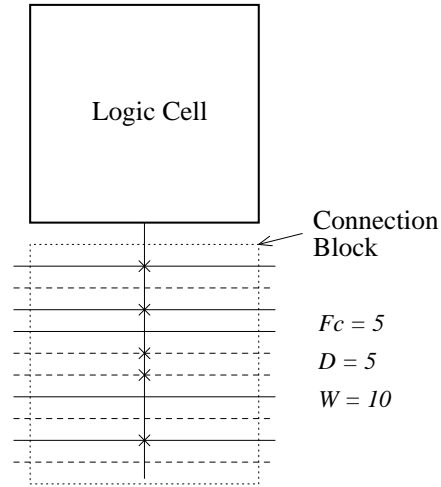 Logic Cell
Connection
Block
Fc = 5
D = 5
W = 10